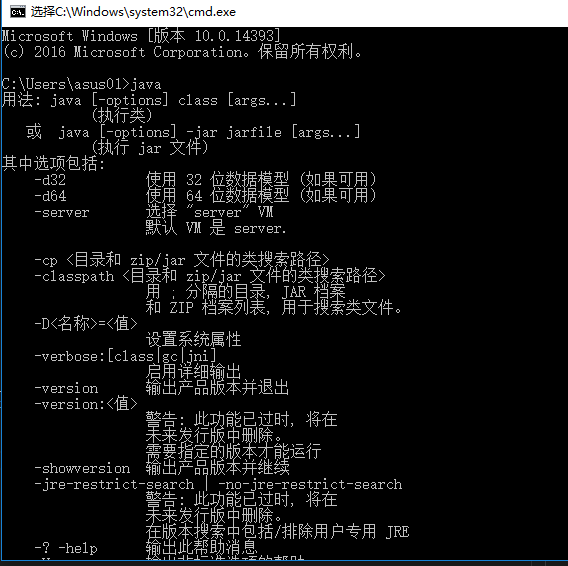 选择C:\Windows\system32\cmd.exe
Microsoft Windows [版本 10.0.14393]
(c) 2016 Microsoft Corporation。保留所有权利。
C:\Users\asus01>java
用法: java [-options] class [args...]
(执行类)
或 java [-options] -jar jarfile [args...]
(执行 jar 文件)
其中选项包括:
-d32 使用 32 位数据模型 (如果可用)
-d64 使用 64 位数据模型 (如果可用)
-server 选择 "server" VM
默认 VM 是 server.
-cp <目录和 zip/jar 文件的类搜索路径>
-classpath <目录和 zip/jar 文件的类搜索路径>
用 ; 分隔的目录, JAR 档案
和 ZIP 档案列表, 用于搜索类文件。
-D<名称>=<值>
设置系统属性
-verbose:[class|gc|jni]
启用详细输出
-version 输出产品版本并退出
-version:<值>
警告: 此功能已过时, 将在
未来发行版中删除。
需要指定的版本才能运行
-showversion 输出产品版本并继续
-jre-restrict-search | -no-jre-restrict-search
警告: 此功能已过时, 将在
未来发行版中删除。
在版本搜索中包括/排除用户专用 JRE
-? -help 输出此帮助消息